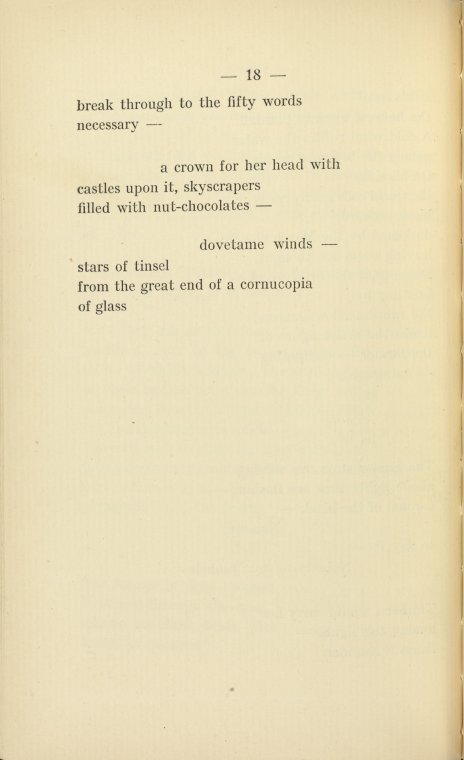 — 18 —
break through to the fifty words
necessary —
a crown for her head with
castles upon it, skyscrapers
filled with nut-chocolates —
dovetame winds —
stars of tinsel
from the great end of a cornucopia
of glass